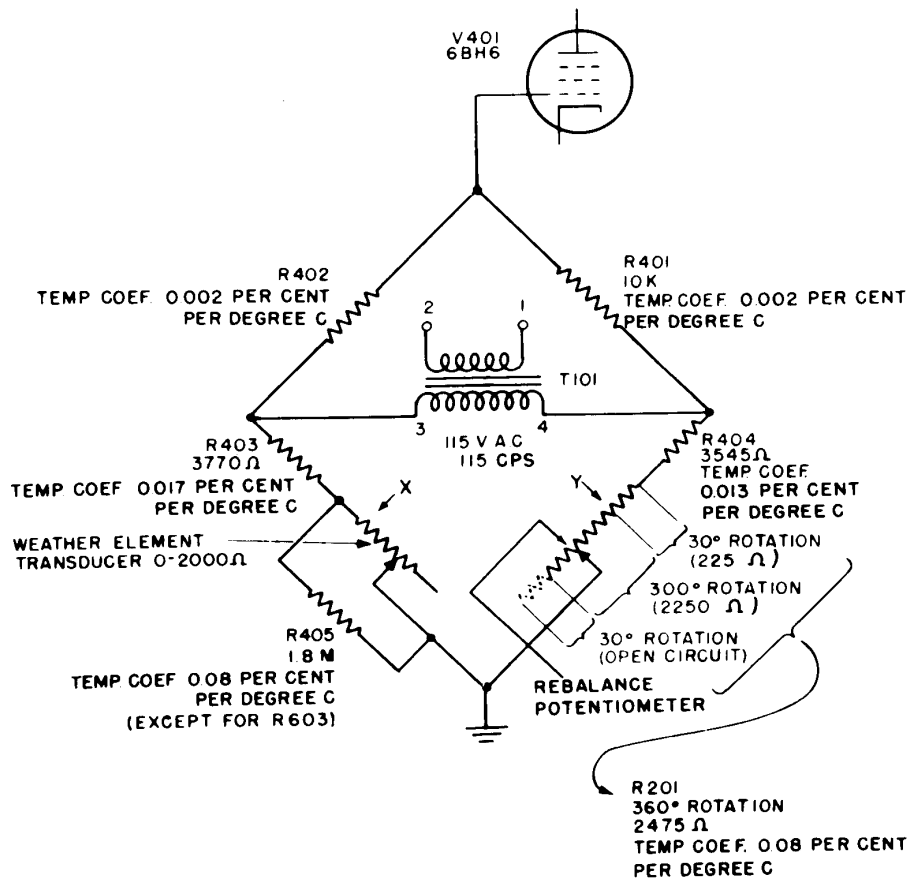 V401
6BH6
R402
TEMP COEF. 0.002 PER CENT
PER DEGREE C
R401
10K
TEMP. COEF. 0.002 PER CENT
PER DEGREE C
2
1
T101
3
4
115 V A C
115 CPS
R403
3770 Ω
TEMP. COEF 0.017 PER CENT
PER DEGREE C
X
WEATHER ELEMENT
TRANSDUCER 0-2000Ω
R405
1.8 M
TEMP. COEF 0.08 PER CENT
PER DEGREE C
(EXCEPT FOR R603)
Y
R404
3545Ω
TEMP COEF.
0.013 PER CENT
PER DEGREE C
30° ROTATION
(225 Ω)
300° ROTATION
(2250 Ω)
30° ROTATION
(OPEN CIRCUIT)
REBALANCE
POTENTIOMETER
R201
360° ROTATION
2475 Ω
TEMP COEF. 0.08 PER CENT
PER DEGREE C